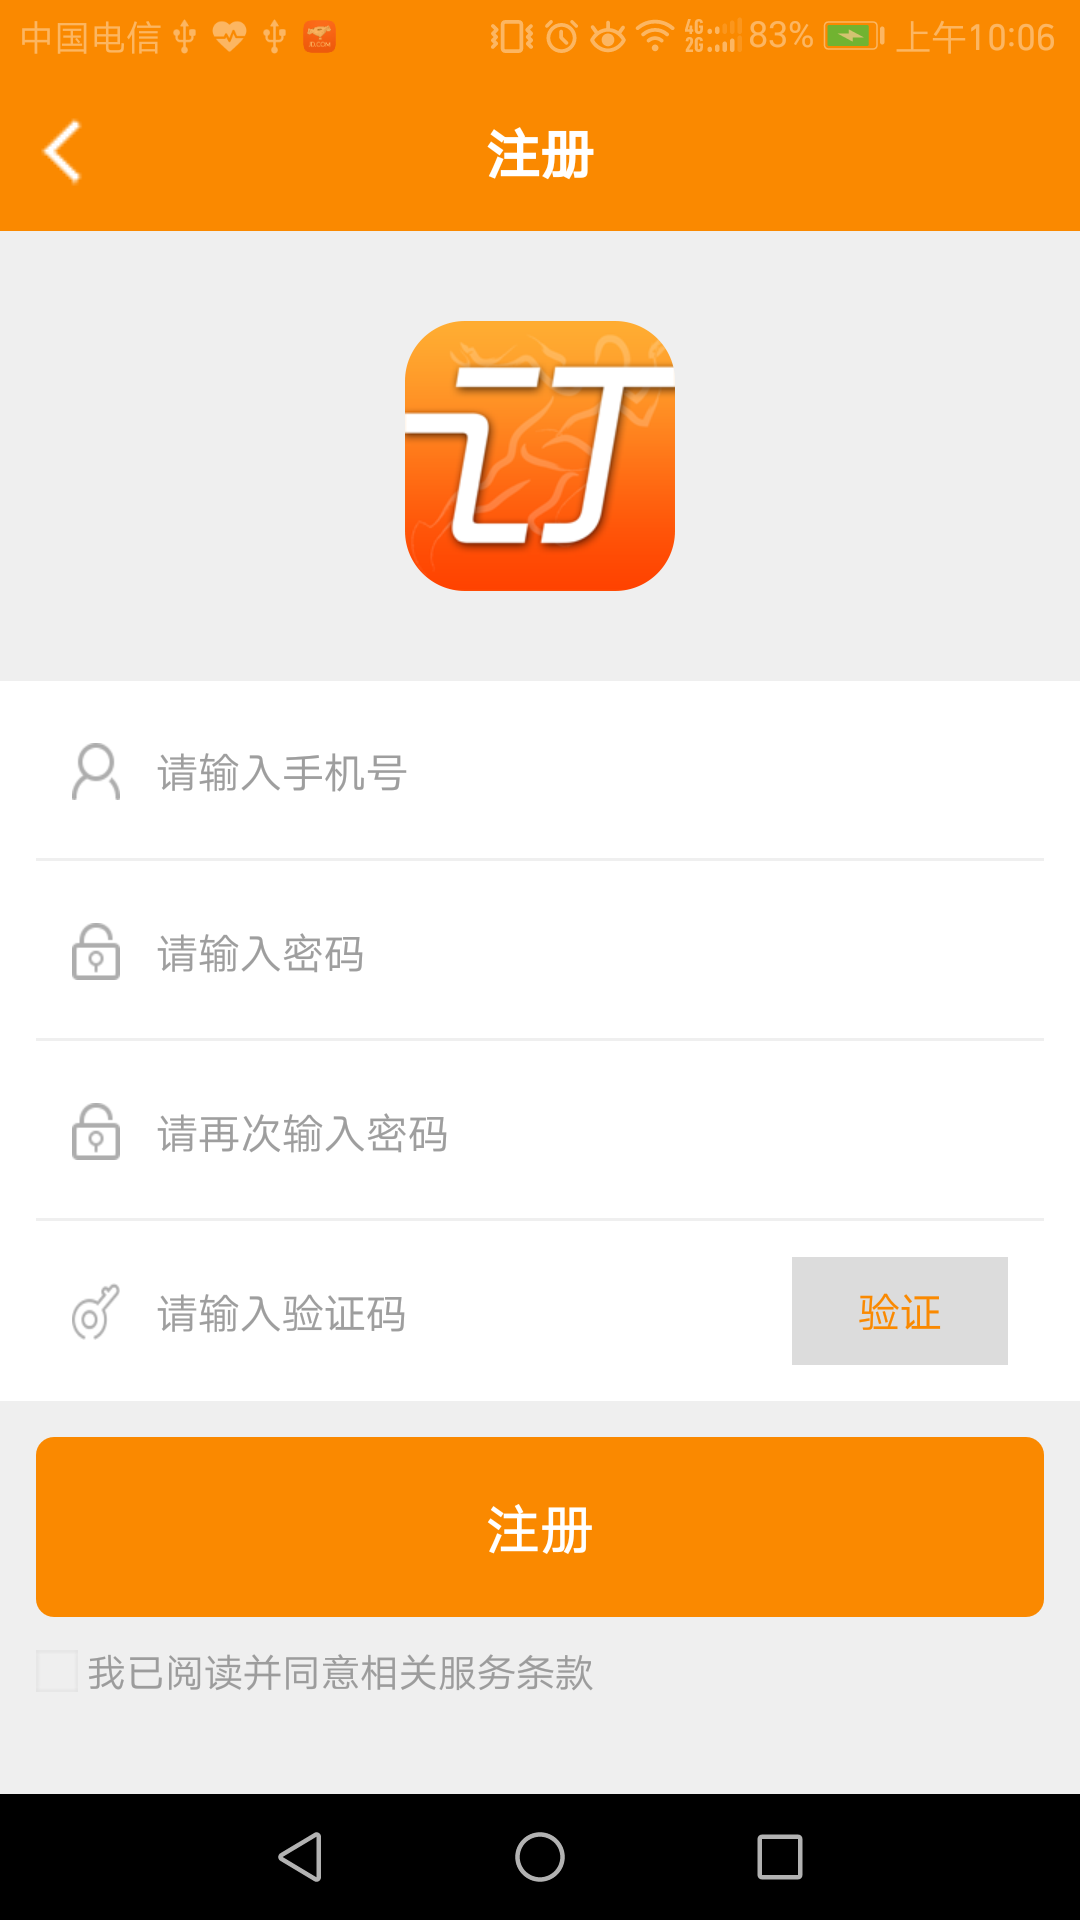 中国电信 4G 2G 83% 上午10:06
注册
订
请输入手机号
请输入密码
请再次输入密码
请输入验证码 验证
注册
我已阅读并同意相关服务条款